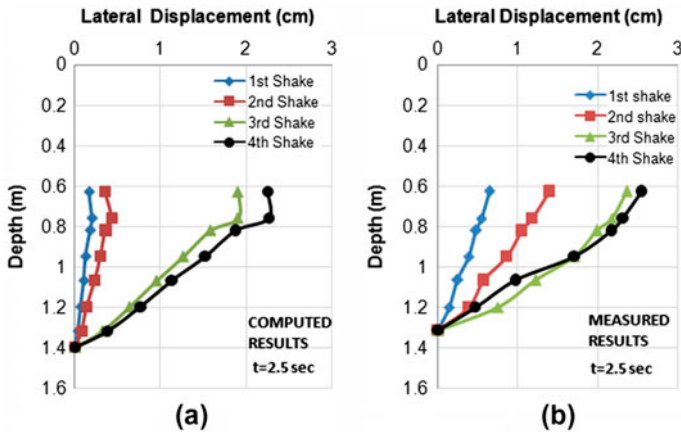 Lateral Displacement (cm)
0 1 2 3
0
0.2
0.4
0.6
0.8
1
1.2
1.4
1.6
Depth (m)
1st Shake
2nd Shake
3rd Shake
4th Shake
COMPUTED
RESULTS
t=2.5 sec
(a)
Lateral Displacement (cm)
0 1 2 3
0
0.2
0.4
0.6
0.8
1
1.2
1.4
1.6
Depth (m)
1st shake
2nd shake
3rd Shake
4th Shake
MEASURED
RESULTS
t=2.5 sec
(b)